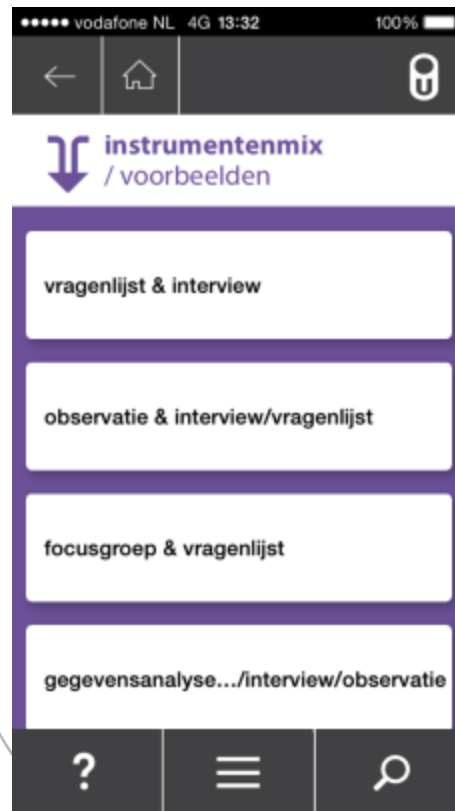 vodafone NL 4G 13:32 100%
instrumentenmix
/ voorbeelden
vragenlijst & interview
observatie & interview/vragenlijst
focusgroep & vragenlijst
gegevensanalyse.../interview/observatie
?